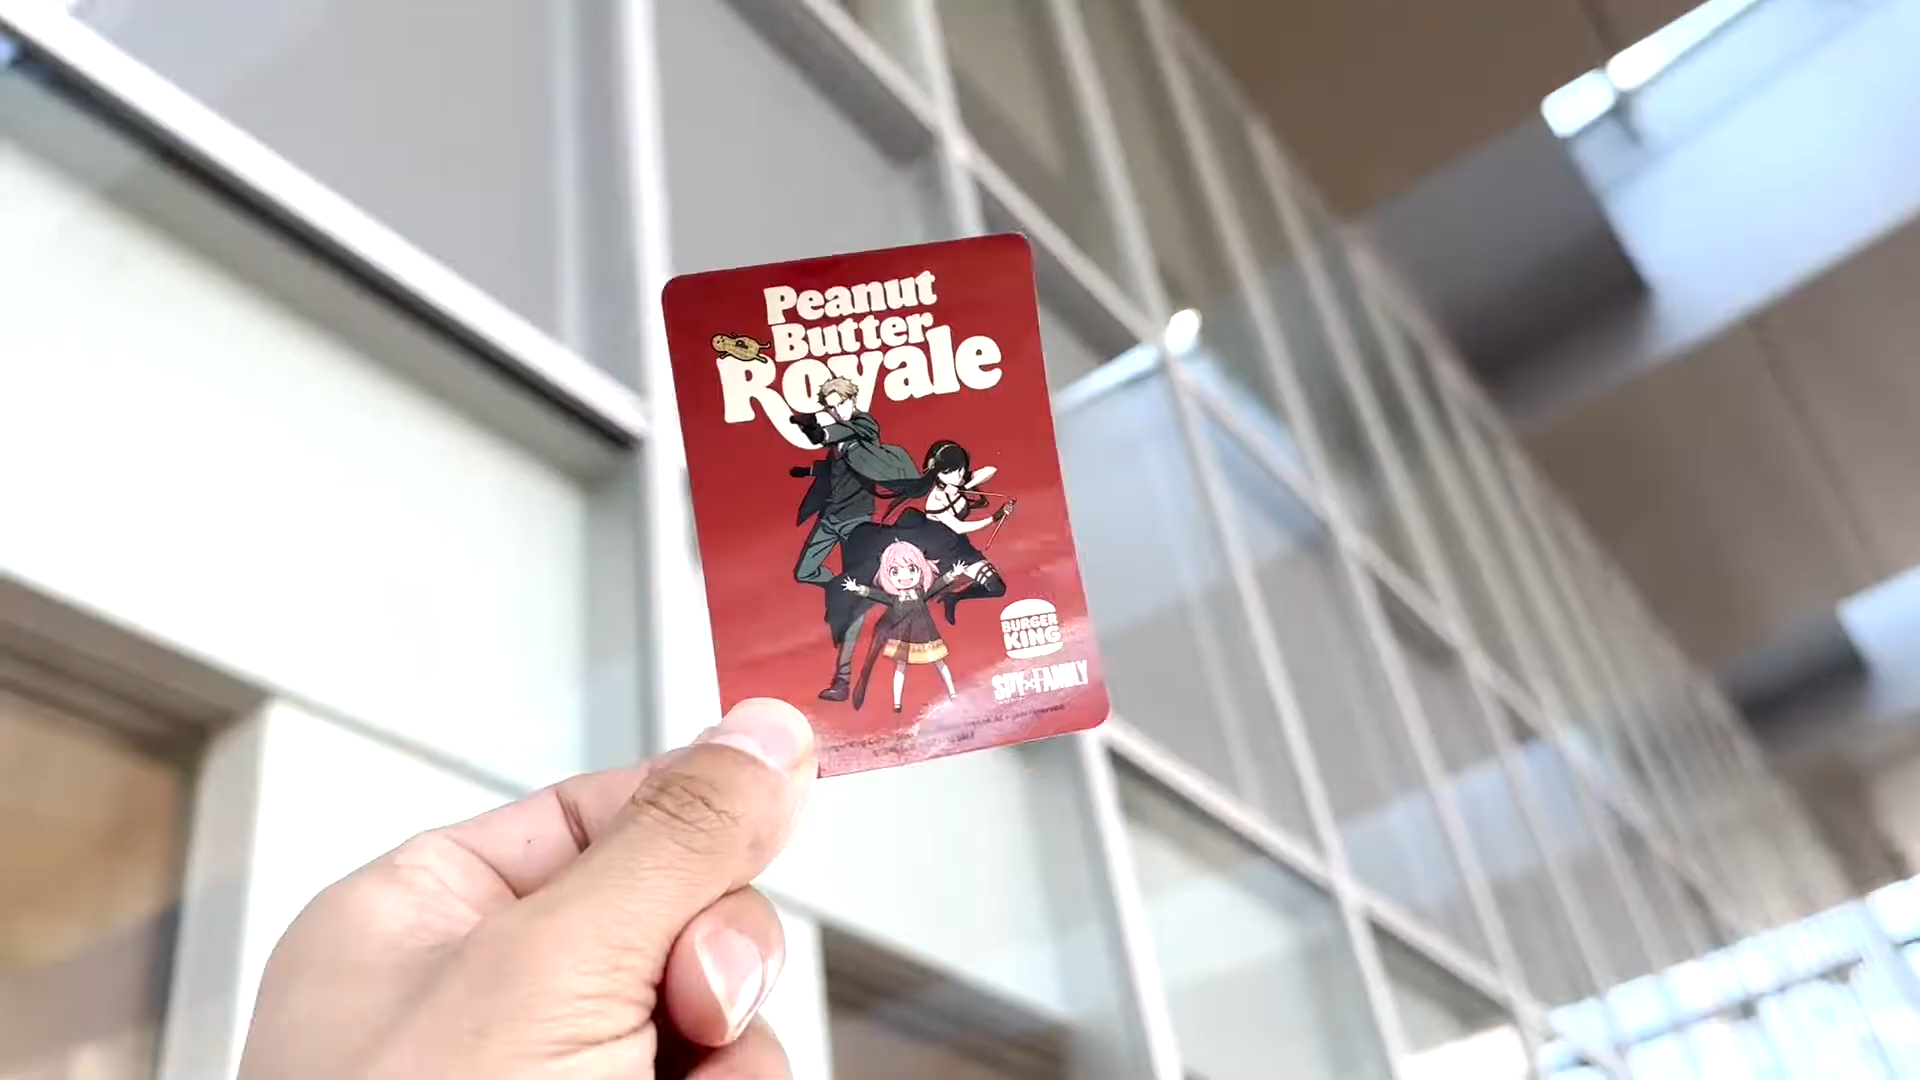 Peanut
Butter
Royale
BURGER
KING
SPY×FAMILY